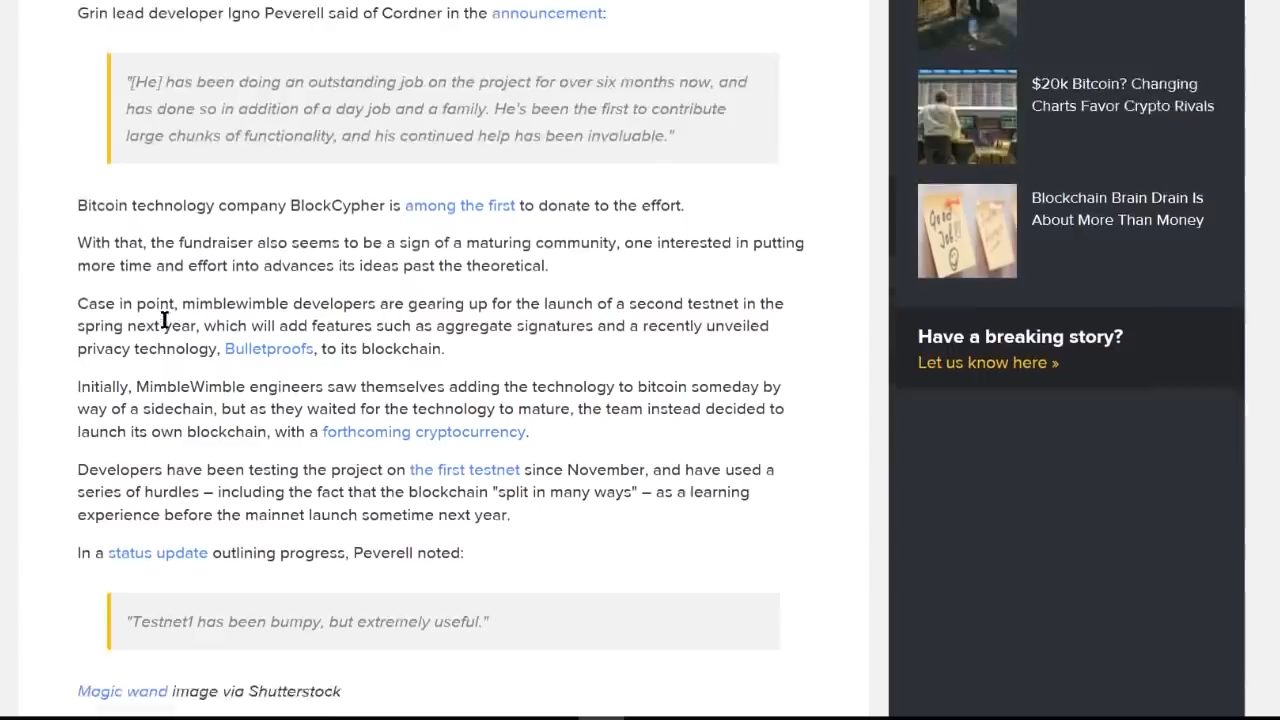 Grin lead developer Igno Peverell said of Cordner in the announcement:
"[He] has been doing an outstanding job on the project for over six months now, and
has done so in addition of a day job and a family. He's been the first to contribute
large chunks of functionality, and his continued help has been invaluable."
Bitcoin technology company BlockCypher is among the first to donate to the effort.
With that, the fundraiser also seems to be a sign of a maturing community, one interested in putting
more time and effort into advances its ideas past the theoretical.
Case in point, mimblewimble developers are gearing up for the launch of a second testnet in the
spring next year, which will add features such as aggregate signatures and a recently unveiled
privacy technology, Bulletproofs, to its blockchain.
Initially, MimbleWimble engineers saw themselves adding the technology to bitcoin someday by
way of a sidechain, but as they waited for the technology to mature, the team instead decided to
launch its own blockchain, with a forthcoming cryptocurrency.
Developers have been testing the project on the first testnet since November, and have used a
series of hurdles – including the fact that the blockchain "split in many ways" – as a learning
experience before the mainnet launch sometime next year.
In a status update outlining progress, Peverell noted:
"Testnet1 has been bumpy, but extremely useful."
Magic wand image via Shutterstock
$20k Bitcoin? Changing
Charts Favor Crypto Rivals
Good
Job!!!
Blockchain Brain Drain Is
About More Than Money
Have a breaking story?
Let us know here »